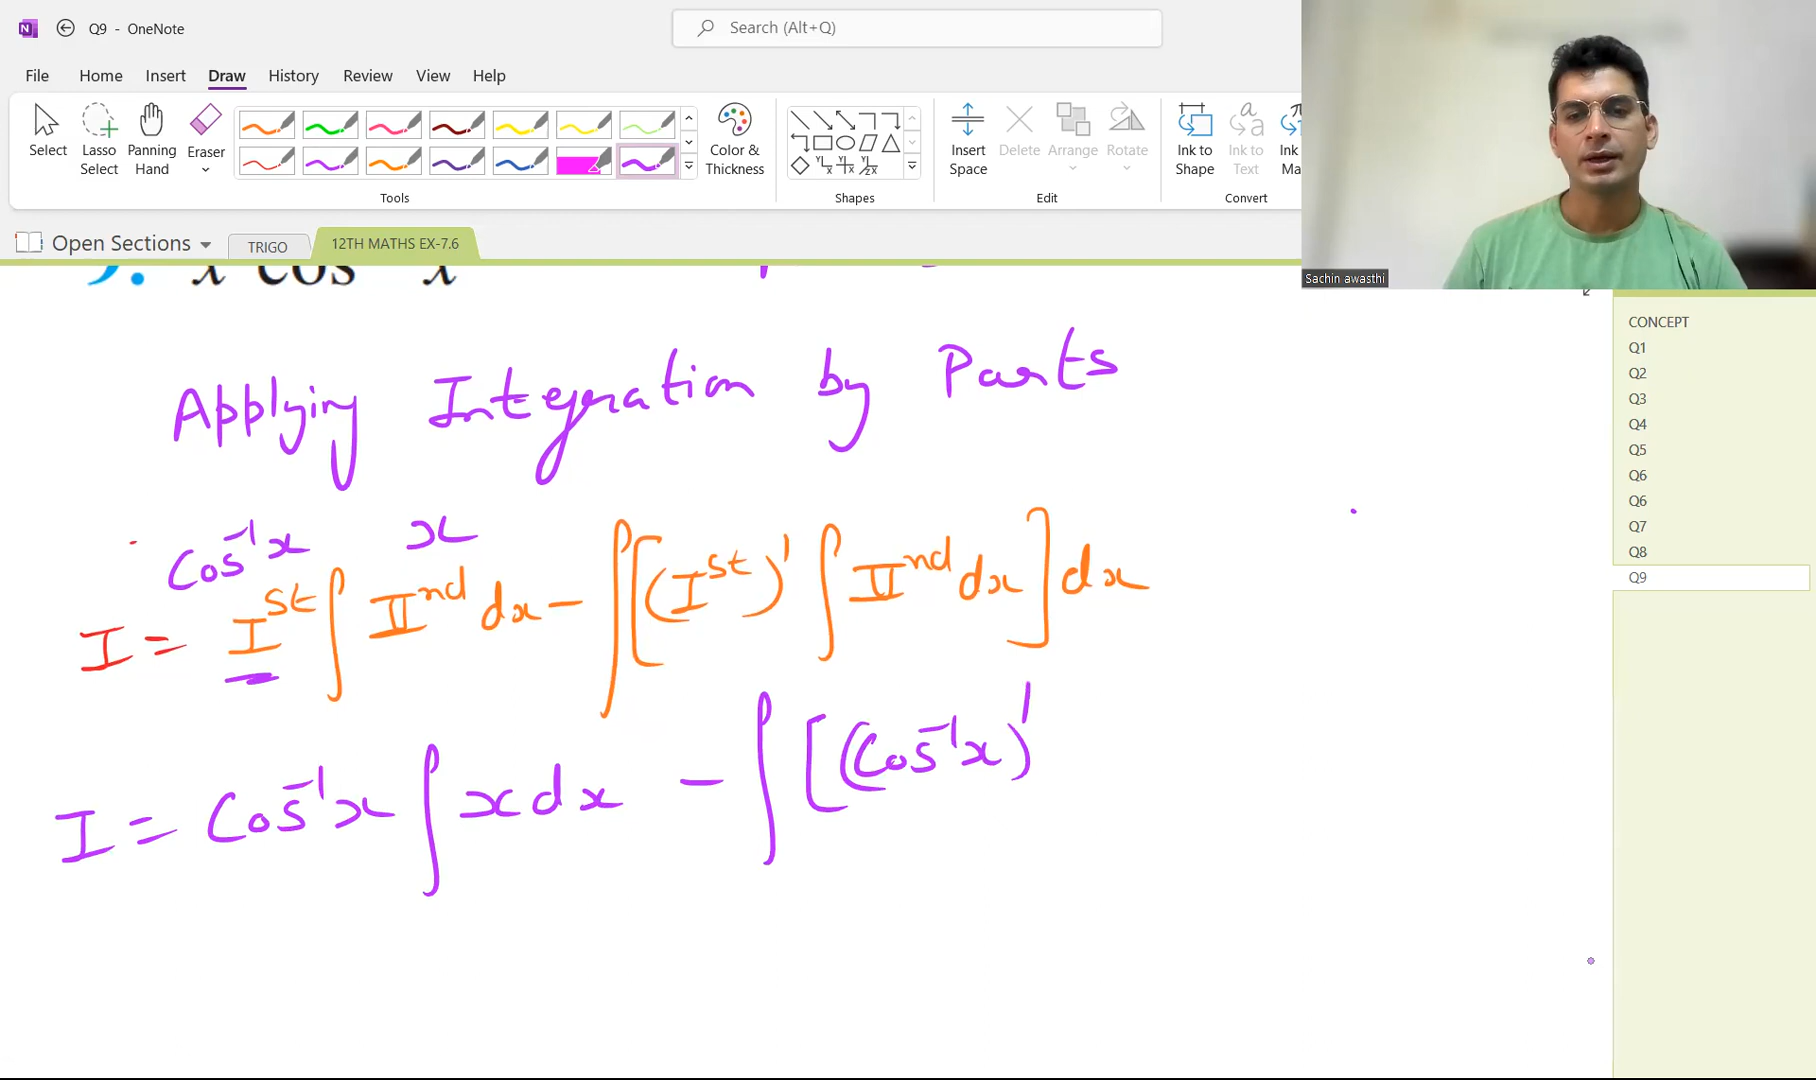 Q9 - OneNote
Search (Alt+Q)
File Home Insert Draw History Review View Help
Select
Lasso Select
Panning Hand
Eraser
Color & Thickness
Insert Space
Delete
Arrange
Rotate
Ink to Shape
Ink to Text
Ink
Tools
Shapes
Edit
Convert
Open Sections
TRIGO
12TH MATHS EX-7.6
Sachin awasthi
9. x cos x
Applying Integration by Parts
Cos⁻¹x x
I = Iˢᵗ ∫ IIⁿᵈ dx − ∫[(Iˢᵗ)' ∫ IIⁿᵈ dx] dx
I = Cos⁻¹x ∫ x dx − ∫ [(Cos⁻¹x)'
CONCEPT
Q1
Q2
Q3
Q4
Q5
Q6
Q6
Q7
Q8
Q9